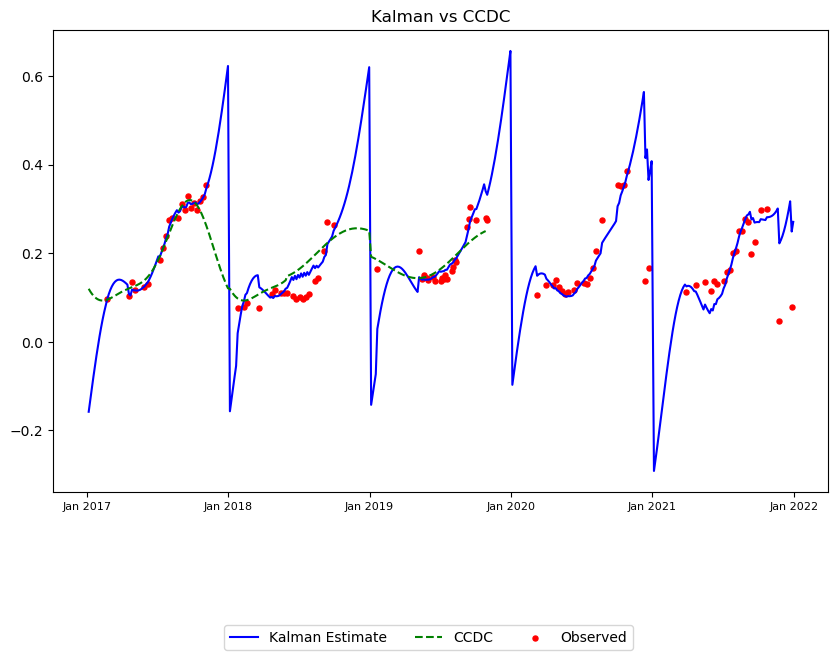 Kalman vs CCDC
0.6
0.4
0.2
0.0
−0.2
Jan 2017 Jan 2018 Jan 2019 Jan 2020 Jan 2021 Jan 2022
Kalman Estimate CCDC Observed